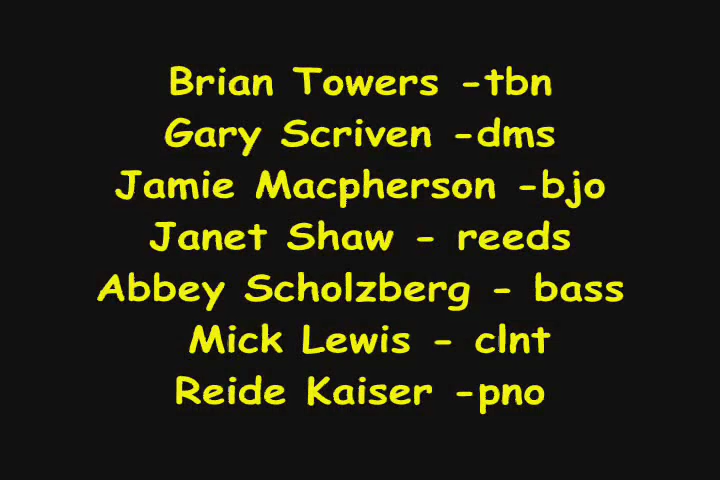 Brian Towers -tbn
Gary Scriven -dms
Jamie Macpherson -bjo
Janet Shaw - reeds
Abbey Scholzberg - bass
Mick Lewis - clnt
Reide Kaiser -pno